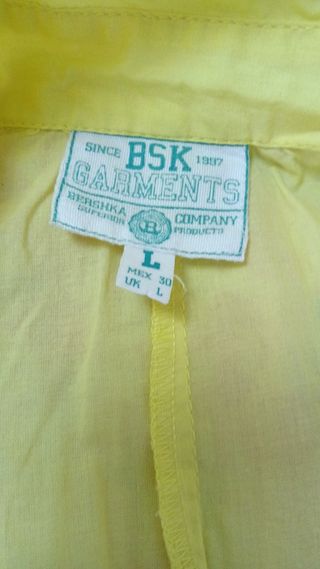 SINCE BSK 1997
GARMENTS
BERSHKA COMPANY
SUPERIOR B PRODUCTS
L
MEX 30
UK L